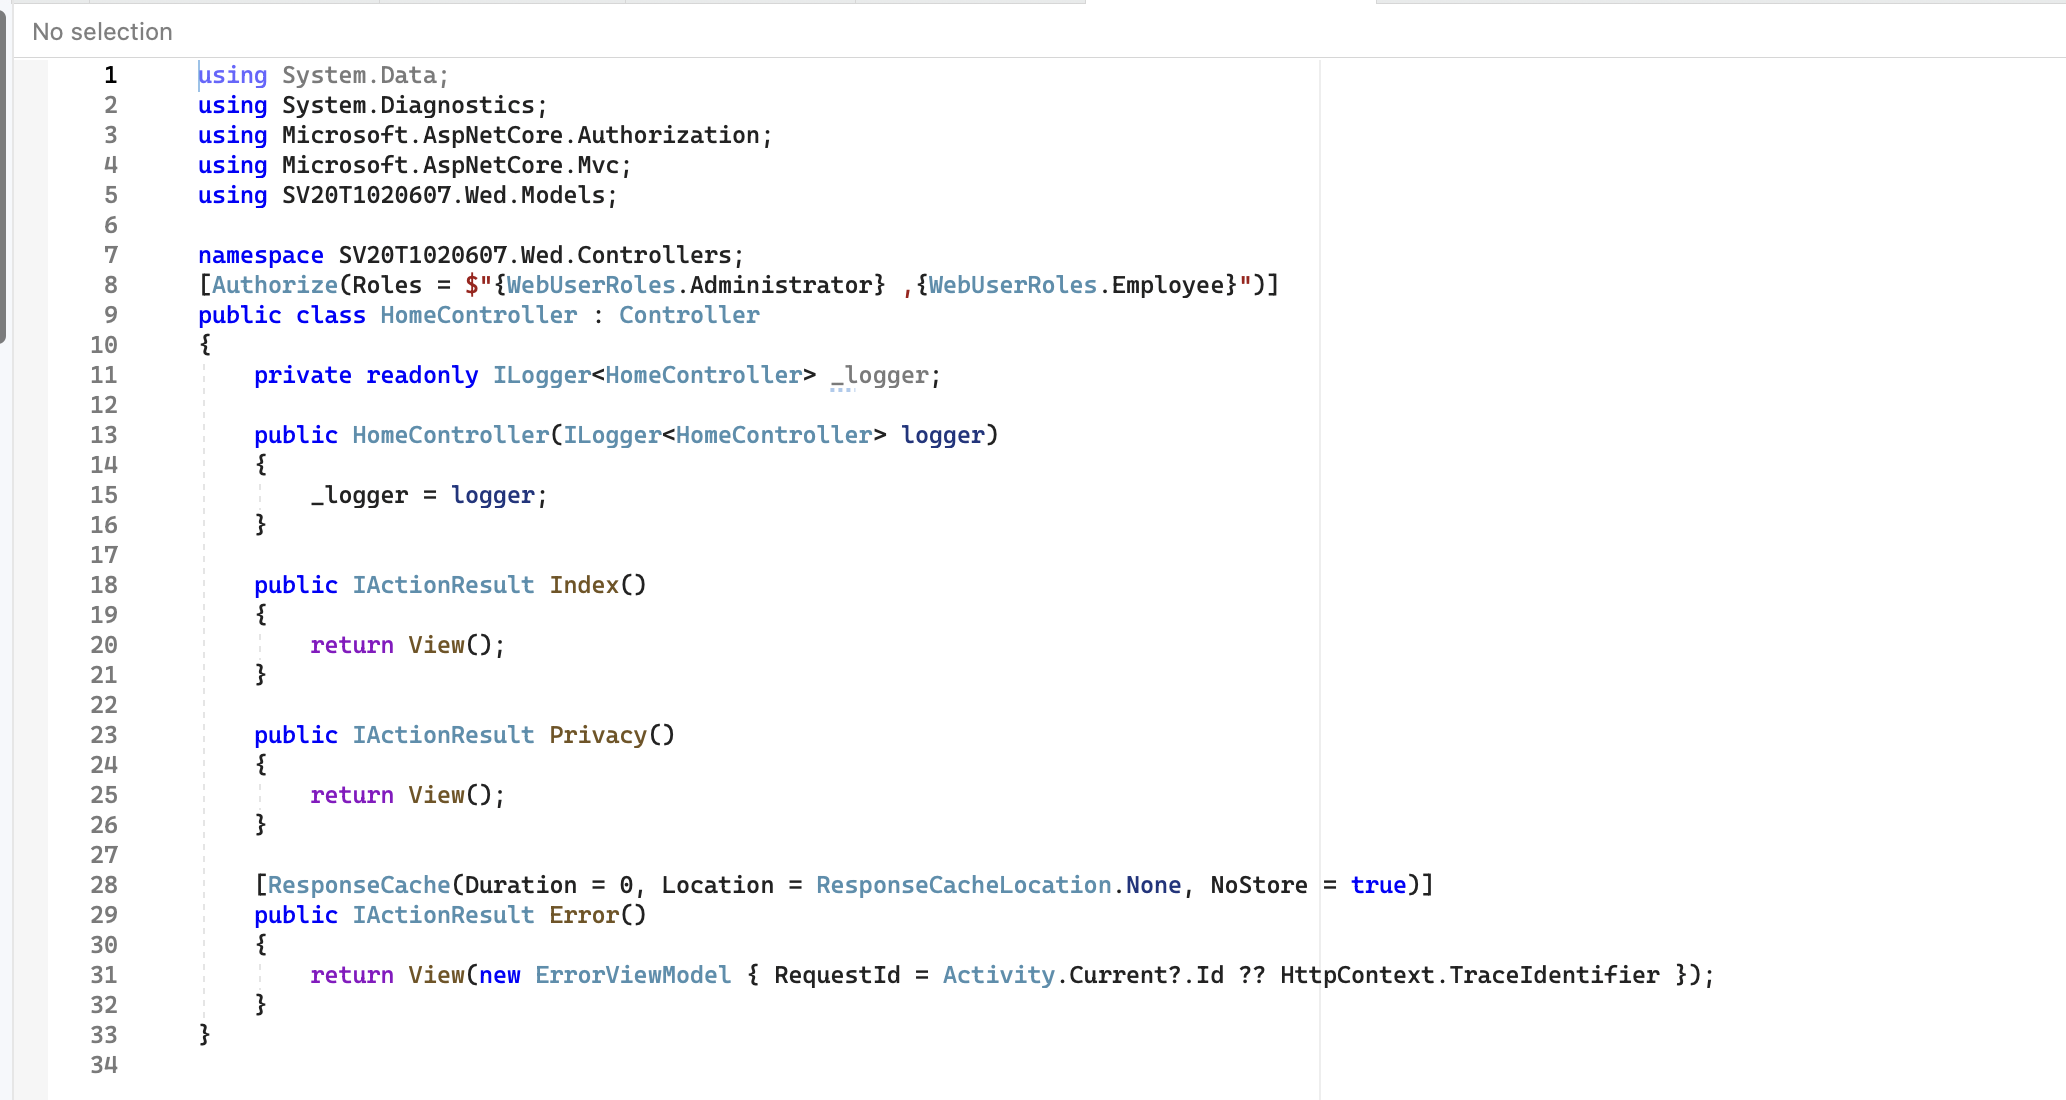 No selection
1 using System.Data;
2 using System.Diagnostics;
3 using Microsoft.AspNetCore.Authorization;
4 using Microsoft.AspNetCore.Mvc;
5 using SV20T1020607.Wed.Models;
6
7 namespace SV20T1020607.Wed.Controllers;
8 [Authorize(Roles = $"{WebUserRoles.Administrator} ,{WebUserRoles.Employee}")]
9 public class HomeController : Controller
10 {
11     private readonly ILogger<HomeController> _logger;
12
13     public HomeController(ILogger<HomeController> logger)
14     {
15         _logger = logger;
16     }
17
18     public IActionResult Index()
19     {
20         return View();
21     }
22
23     public IActionResult Privacy()
24     {
25         return View();
26     }
27
28     [ResponseCache(Duration = 0, Location = ResponseCacheLocation.None, NoStore = true)]
29     public IActionResult Error()
30     {
31         return View(new ErrorViewModel { RequestId = Activity.Current?.Id ?? HttpContext.TraceIdentifier });
32     }
33 }
34